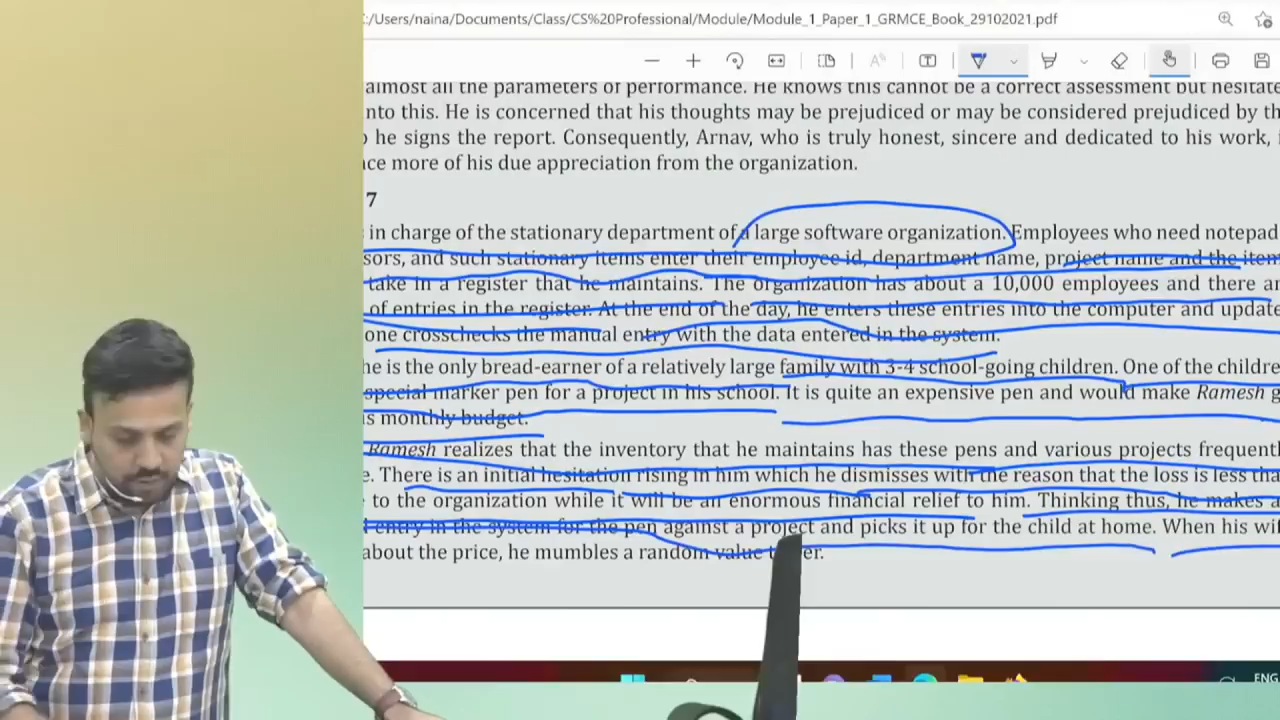 :/Users/naina/Documents/Class/CS%20Professional/Module/Module_1_Paper_1_GRMCE_Book_29102021.pdf
almost all the parameters of performance. He knows this cannot be a correct assessment but hesitate
nto this. He is concerned that his thoughts may be prejudiced or may be considered prejudiced by th
o he signs the report. Consequently, Arnav, who is truly honest, sincere and dedicated to his work,
ce more of his due appreciation from the organization.
7
in charge of the stationary department of a large software organization. Employees who need notepad
sors, and such stationary items enter their employee id, department name, project name and the item
take in a register that he maintains. The organization has about a 10,000 employees and there ar
of entries in the register. At the end of the day, he enters these entries into the computer and update
one crosschecks the manual entry with the data entered in the system.
he is the only bread-earner of a relatively large family with 3-4 school-going children. One of the childre
special marker pen for a project in his school. It is quite an expensive pen and would make Ramesh g
s monthly budget.
Ramesh realizes that the inventory that he maintains has these pens and various projects frequent
e. There is an initial hesitation rising in him which he dismisses with the reason that the loss is less tha
to the organization while it will be an enormous financial relief to him. Thinking thus, he makes a
entry in the system for the pen against a project and picks it up for the child at home. When his wif
about the price, he mumbles a random value to her.
ENG